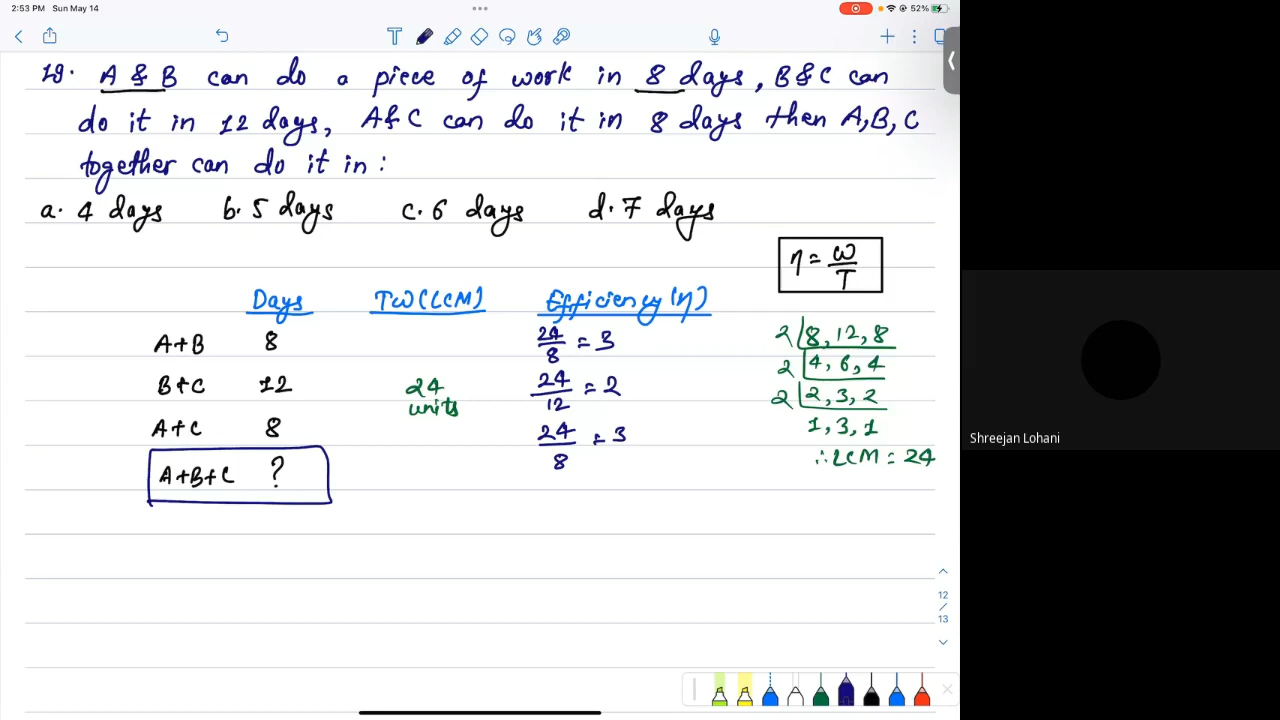 2:53 PM Sun May 14
52%
19. A & B can do a piece of work in 8 days, B & C can
do it in 12 days, A & C can do it in 8 days then A, B, C
together can do it in :
a. 4 days b. 5 days c. 6 days d. 7 days
η = W/T
Days TW (LCM) Efficiency (η)
A+B 8 24/8 = 3
B+C 12 24 units 24/12 = 2
A+C 8 24/8 = 3
A+B+C ?
2 | 8, 12, 8
2 | 4, 6, 4
2 | 2, 3, 2
1, 3, 1
∴ LCM = 24
Shreejan Lohani
12
/
13